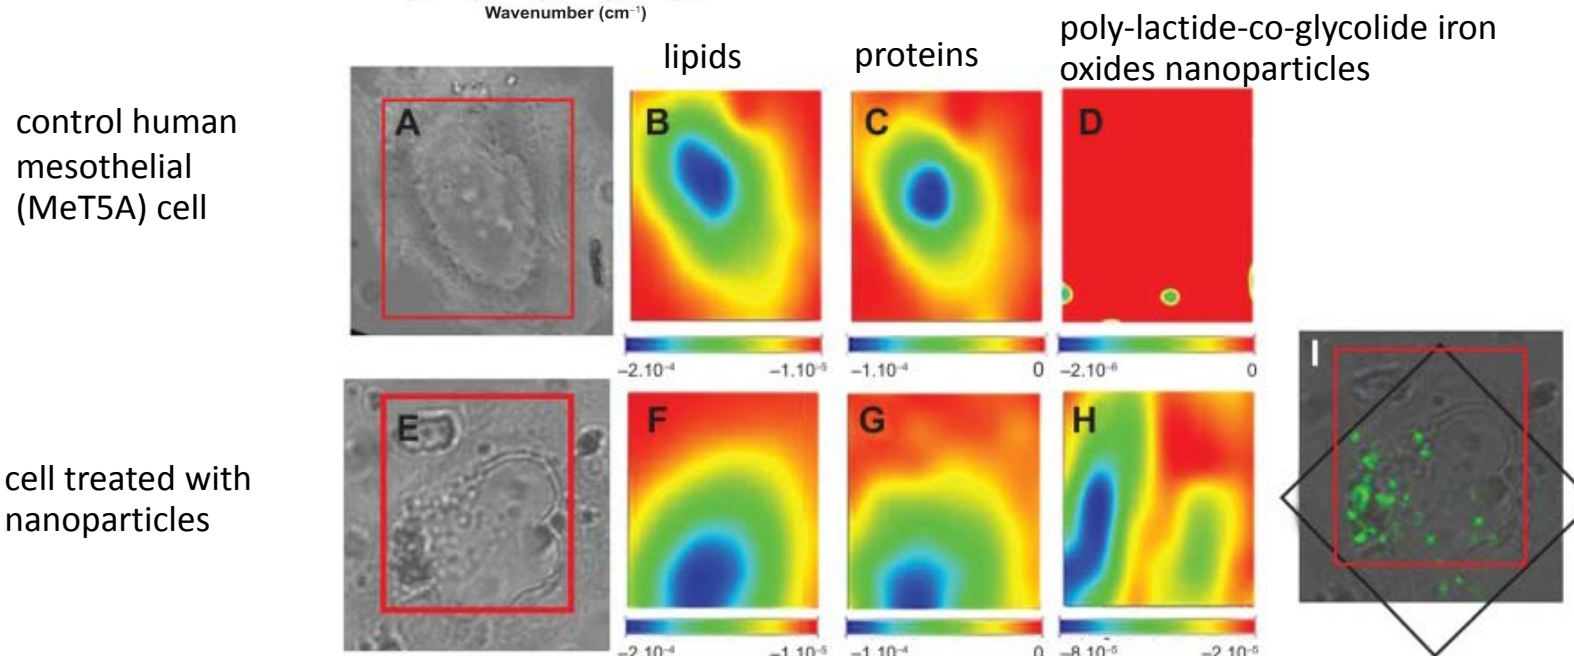 Wavenumber (cm⁻¹)
lipids
proteins
poly-lactide-co-glycolide iron
oxides nanoparticles
control human
mesothelial
(MeT5A) cell
A
B
C
D
–2.10⁻⁴ –1.10⁻⁵
–1.10⁻⁴ 0
–2.10⁻⁶ 0
cell treated with
nanoparticles
E
F
G
H
I
–2.10⁻⁴ –1.10⁻⁵
–1.10⁻⁴ 0
–8.10⁻⁵ –2.10⁻⁵